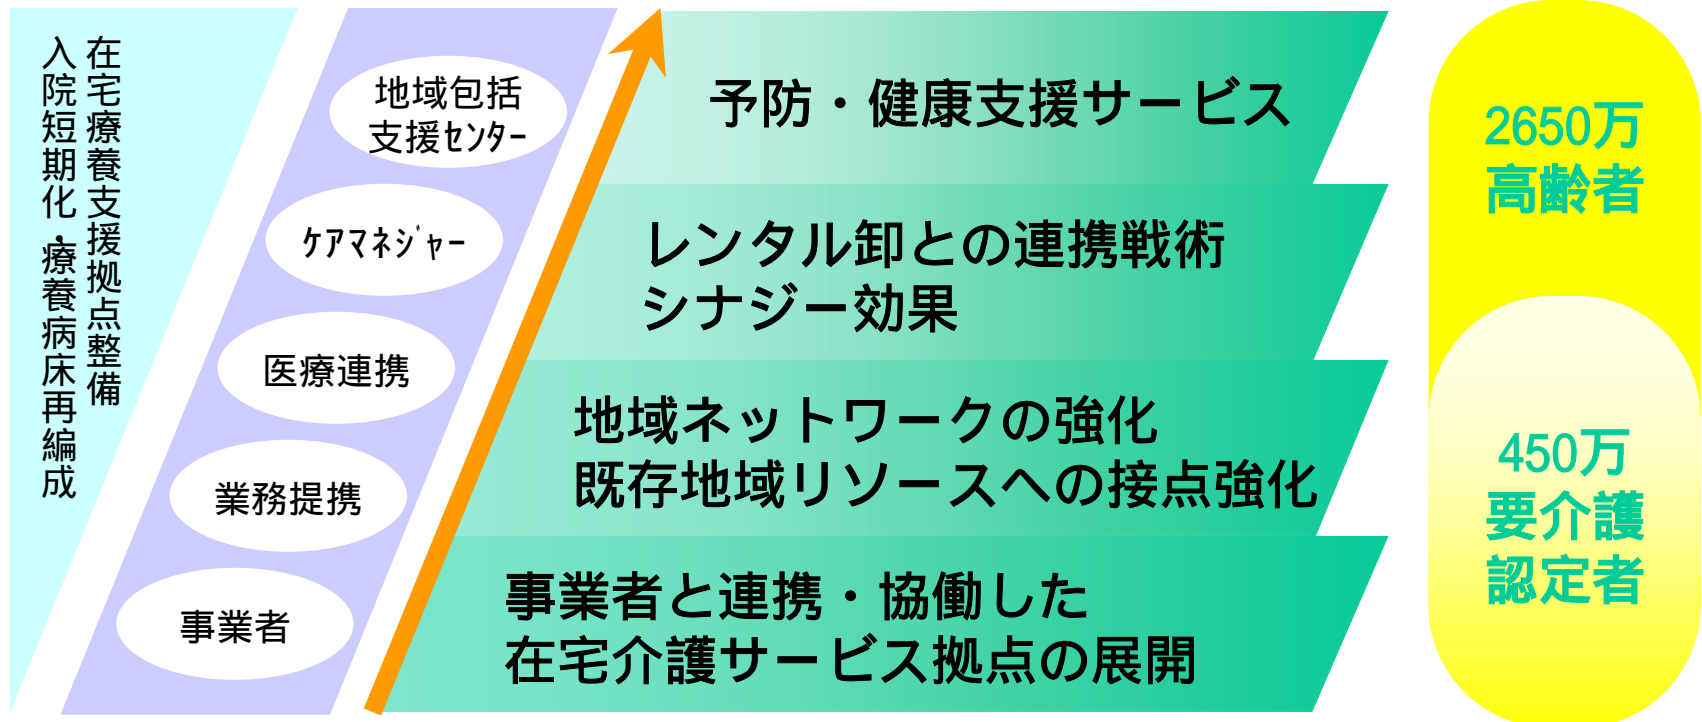 在宅療養支援拠点整備
入院短期化・療養病床再編成
地域包括
支援ｾﾝﾀｰ
ｹｱﾏﾈｼﾞｬｰ
医療連携
業務提携
事業者
予防・健康支援サービス
レンタル卸との連携戦術
シナジー効果
地域ネットワークの強化
既存地域リソースへの接点強化
事業者と連携・協働した
在宅介護サービス拠点の展開
2650万
高齢者
450万
要介護
認定者